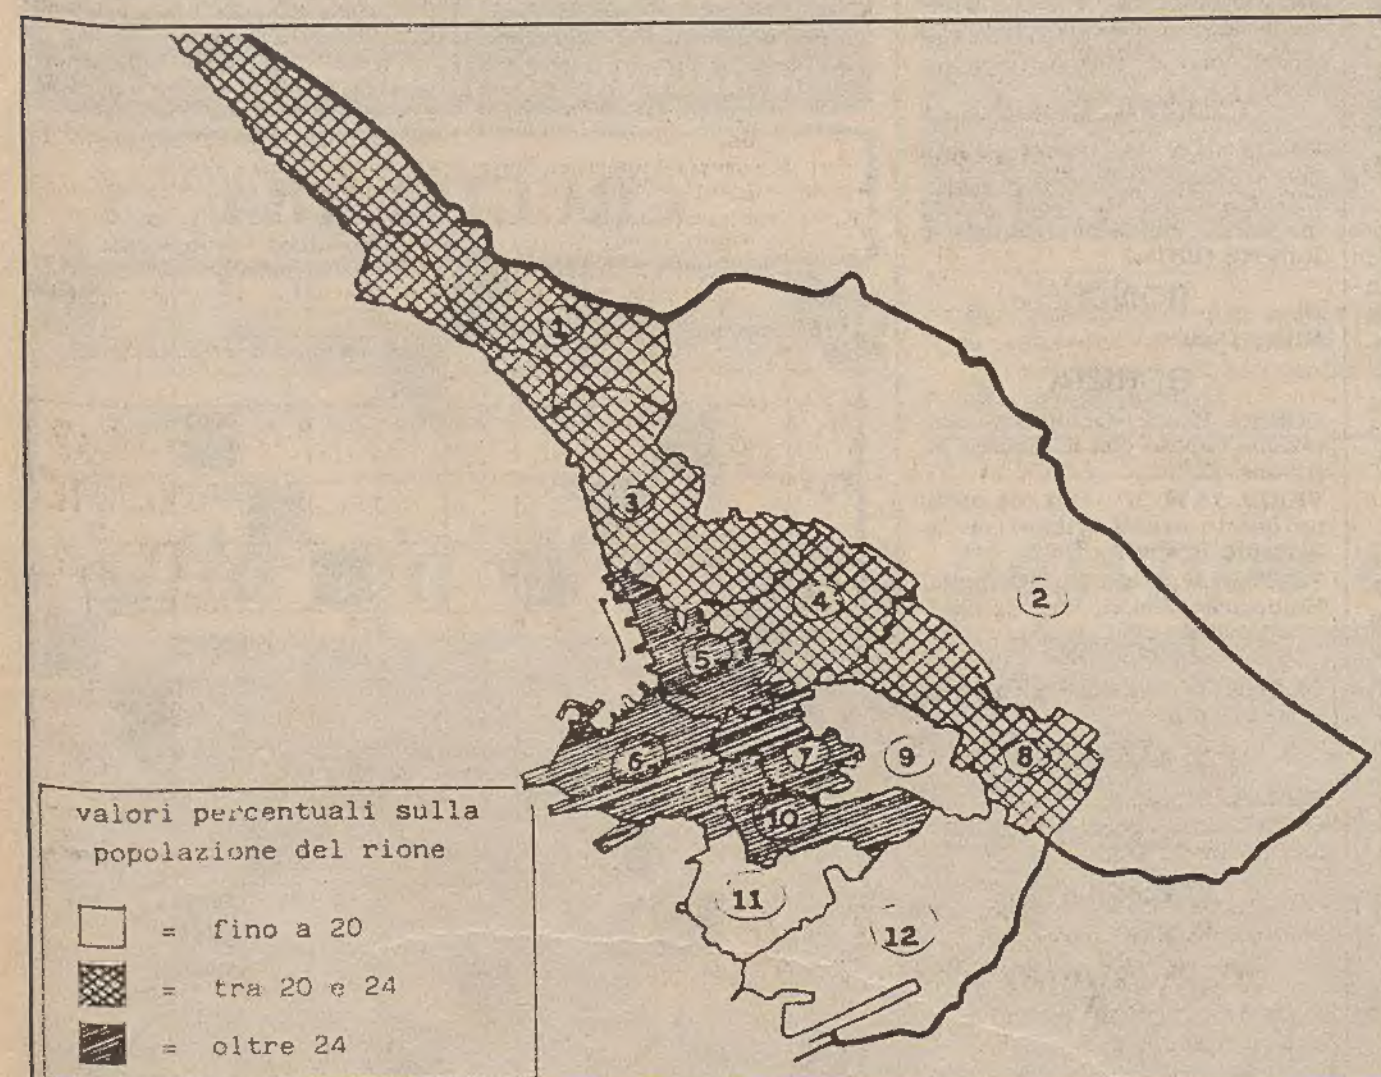 1
2
3
4
5
6
7
8
9
10
11
12
valori percentuali sulla
popolazione del rione
= fino a 20
= tra 20 e 24
= oltre 24